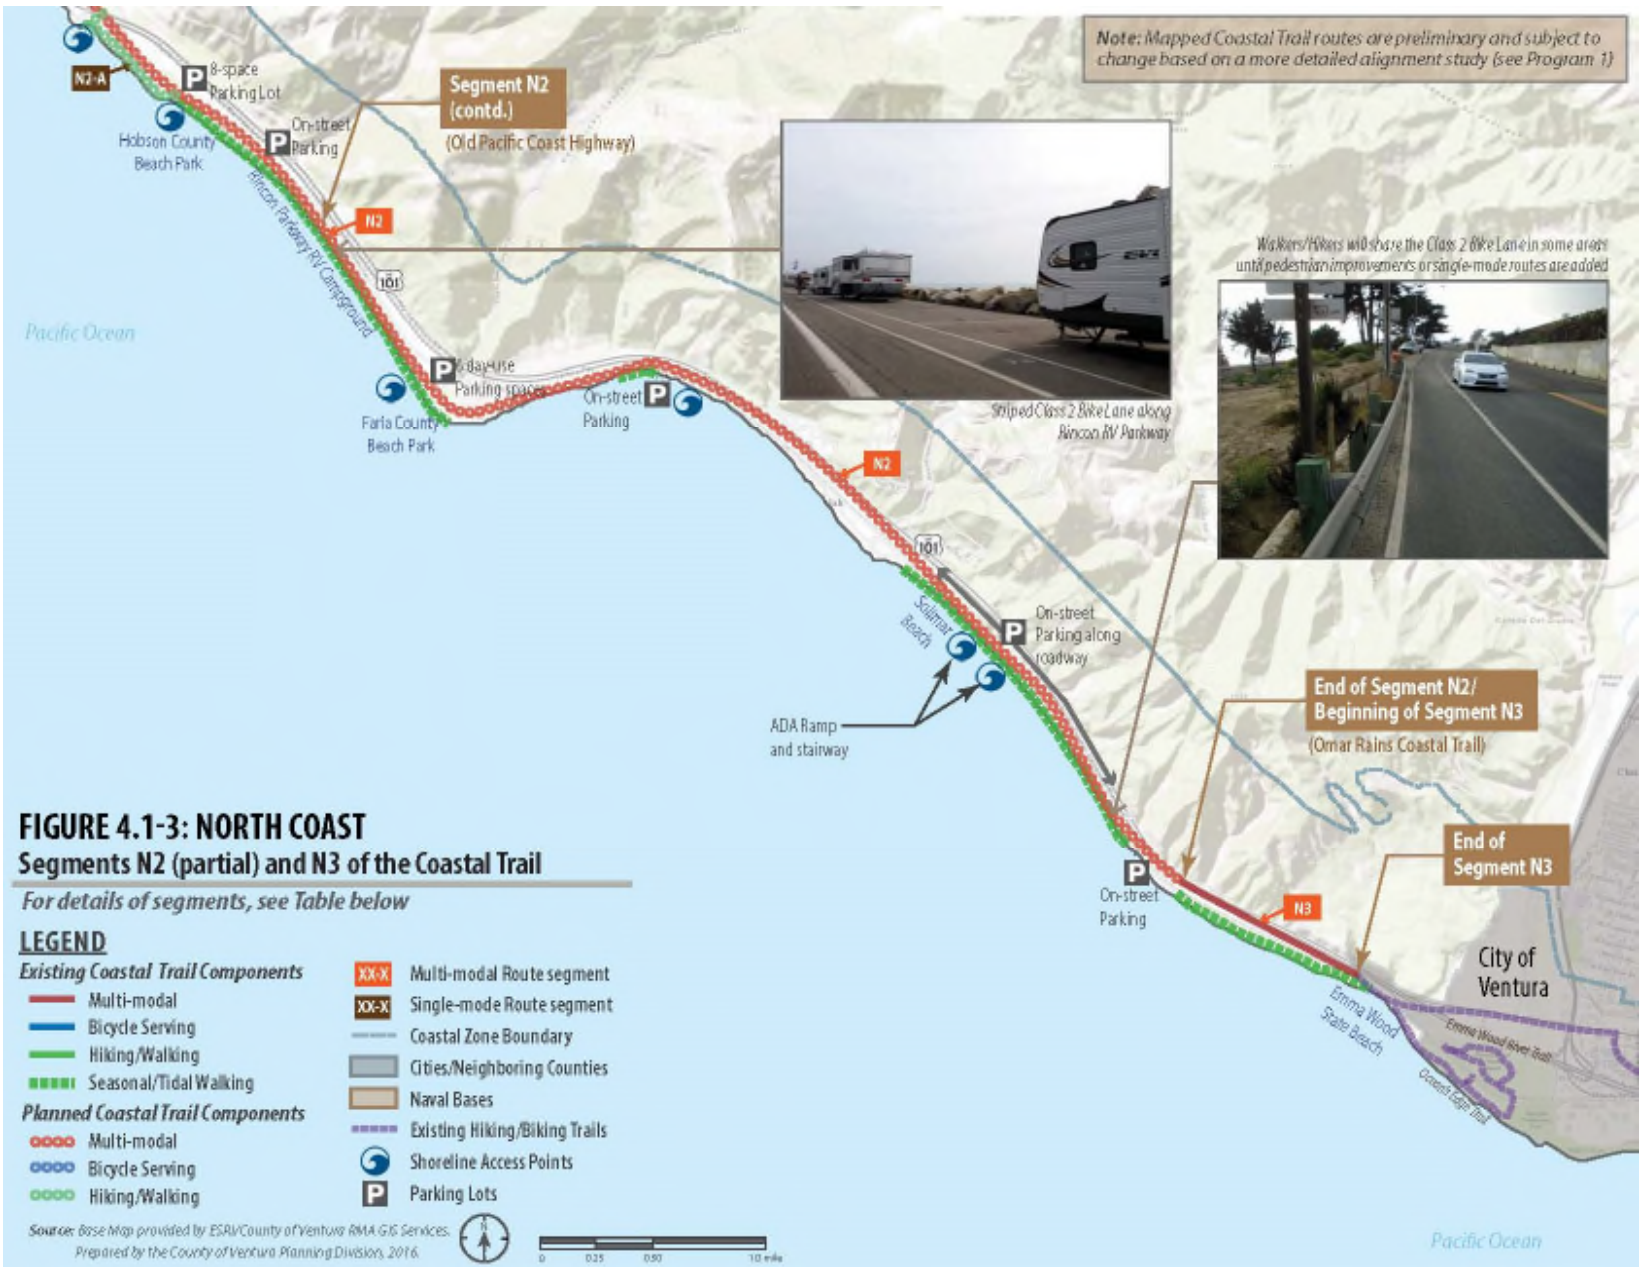 Note: Mapped Coastal Trail routes are preliminary and subject to
change based on a more detailed alignment study (see Program 1)
N2-A
8-space
Parking Lot
Hobson County
Beach Park
On-street
Parking
Segment N2
(contd.)
(Old Pacific Coast Highway)
N2
Rincon Parkway RV Campground
101
Pacific Ocean
6 day-use
Parking spaces
Faria County
Beach Park
On-street
Parking
Striped Class 2 Bike Lane along
Rincon RV Parkway
Walkers/Hikers will share the Class 2 Bike Lane in some areas
until pedestrian improvements or single-mode routes are added
N2
101
Solimar
Beach
On-street
Parking along
roadway
ADA Ramp
and stairway
End of Segment N2/
Beginning of Segment N3
(Omar Rains Coastal Trail)
End of
Segment N3
On-street
Parking
N3
City of
Ventura
Emma Wood
State Beach
Emma Wood River Trail
Ocean's Edge Trail
Pacific Ocean
FIGURE 4.1-3: NORTH COAST
Segments N2 (partial) and N3 of the Coastal Trail
For details of segments, see Table below
LEGEND
Existing Coastal Trail Components
Multi-modal
Bicycle Serving
Hiking/Walking
Seasonal/Tidal Walking
Planned Coastal Trail Components
Multi-modal
Bicycle Serving
Hiking/Walking
XX-X Multi-modal Route segment
XX-X Single-mode Route segment
Coastal Zone Boundary
Cities/Neighboring Counties
Naval Bases
Existing Hiking/Biking Trails
Shoreline Access Points
P Parking Lots
Source: Base Map provided by ESRI/County of Ventura RMA GIS Services.
Prepared by the County of Ventura Planning Division, 2016.
N
0 0.25 0.50 1.0 mile